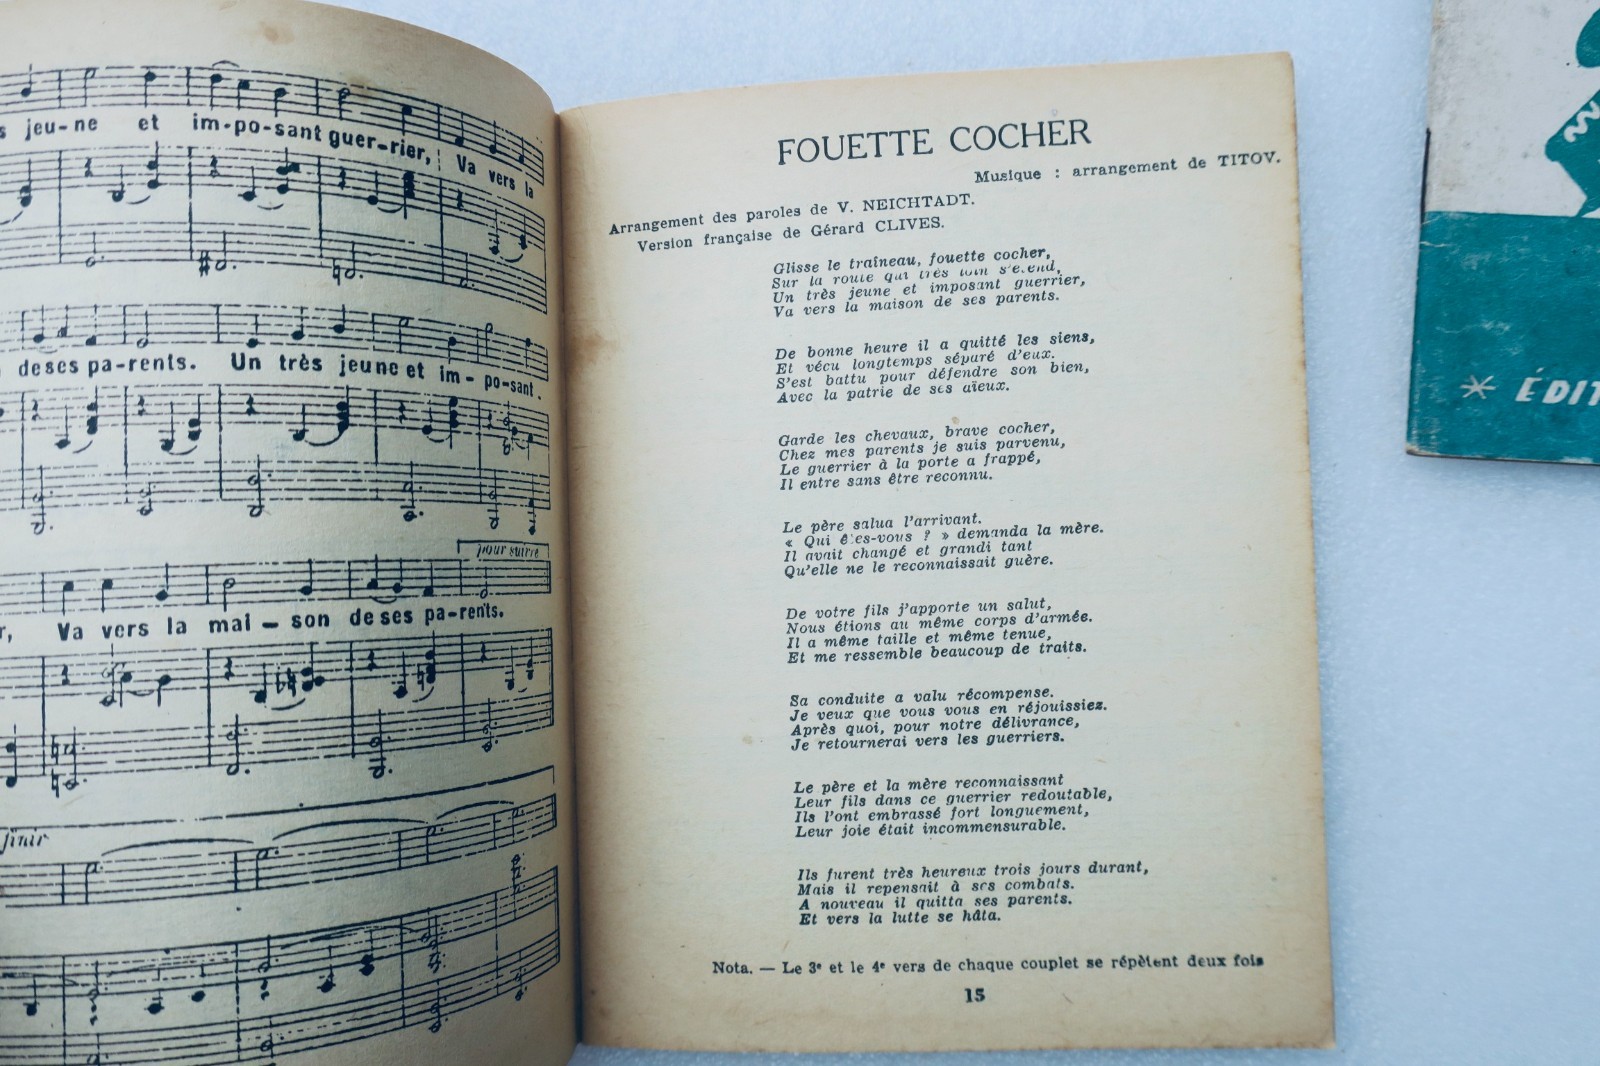 jeu-ne et im-po-sant guer-rier, Va vers la
de ses pa-rents. Un très jeune et im-po-sant
pour suivre
Va vers la mai-son de ses pa-rents.
finir
FOUETTE COCHER
Musique : arrangement de TITOV.
Arrangement des paroles de V. NEICHTADT.
Version française de Gérard CLIVES.
Glisse le traîneau, fouette cocher,
Sur la route qui très loin s'étend,
Un très jeune et imposant guerrier,
Va vers la maison de ses parents.
De bonne heure il a quitté les siens,
Et vécu longtemps séparé d'eux.
S'est battu pour défendre son bien,
Avec la patrie de ses aïeux.
Garde les chevaux, brave cocher,
Chez mes parents je suis parvenu,
Le guerrier à la porte a frappé,
Il entre sans être reconnu.
Le père salua l'arrivant.
« Qui êtes-vous ? » demanda la mère.
Il avait changé et grandi tant
Qu'elle ne le reconnaissait guère.
De votre fils j'apporte un salut,
Nous étions au même corps d'armée.
Il a même taille et même tenue,
Et me ressemble beaucoup de traits.
Sa conduite a valu récompense.
Je veux que vous vous en réjouissiez.
Après quoi, pour notre délivrance,
Je retournerai vers les guerriers.
Le père et la mère reconnaissant
Leur fils dans ce guerrier redoutable,
Ils l'ont embrassé fort longuement,
Leur joie était incommensurable.
Ils furent très heureux trois jours durant,
Mais il repensait à ses combats.
A nouveau il quitta ses parents.
Et vers la lutte se hâta.
Nota. — Le 3e et le 4e vers de chaque couplet se répètent deux fois
15
* ÉDIT